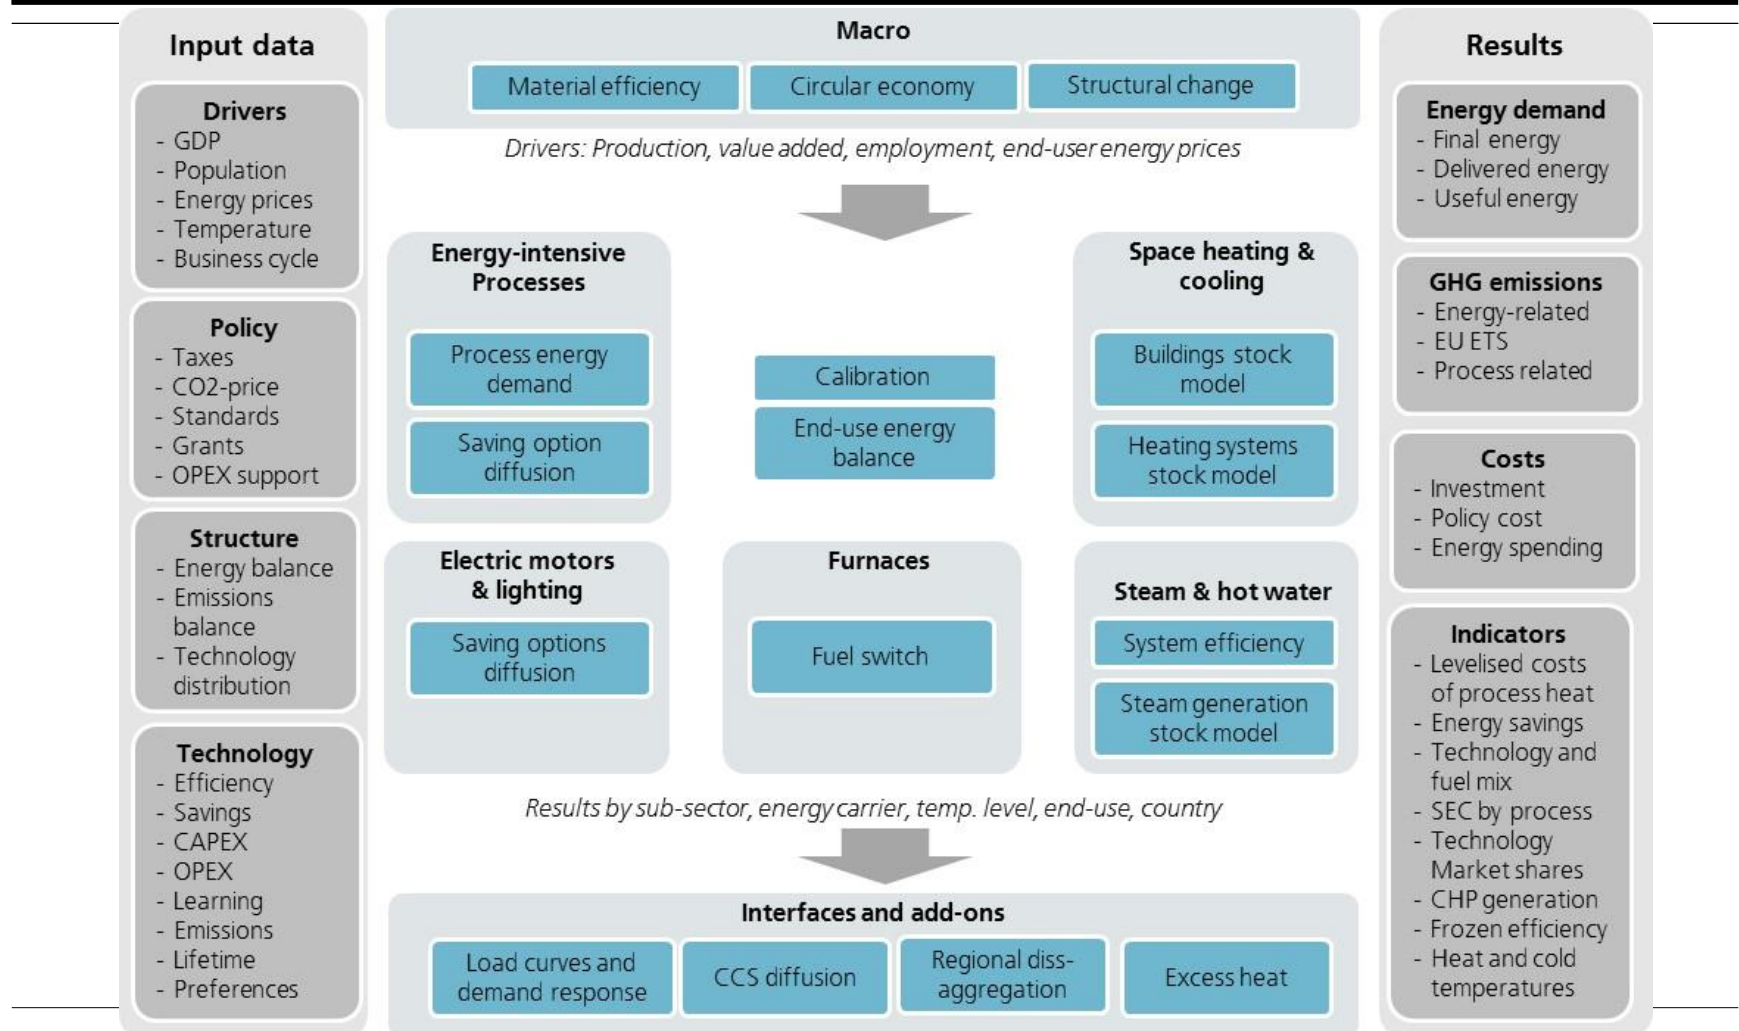 Input data
Drivers
- GDP
- Population
- Energy prices
- Temperature
- Business cycle
Policy
- Taxes
- CO2-price
- Standards
- Grants
- OPEX support
Structure
- Energy balance
- Emissions
balance
- Technology
distribution
Technology
- Efficiency
- Savings
- CAPEX
- OPEX
- Learning
- Emissions
- Lifetime
- Preferences
Macro
Material efficiency
Circular economy
Structural change
Drivers: Production, value added, employment, end-user energy prices
Energy-intensive
Processes
Process energy
demand
Saving option
diffusion
Calibration
End-use energy
balance
Space heating &
cooling
Buildings stock
model
Heating systems
stock model
Electric motors
& lighting
Saving options
diffusion
Furnaces
Fuel switch
Steam & hot water
System efficiency
Steam generation
stock model
Results by sub-sector, energy carrier, temp. level, end-use, country
Interfaces and add-ons
Load curves and
demand response
CCS diffusion
Regional diss-
aggregation
Excess heat
Results
Energy demand
- Final energy
- Delivered energy
- Useful energy
GHG emissions
- Energy-related
- EU ETS
- Process related
Costs
- Investment
- Policy cost
- Energy spending
Indicators
- Levelised costs
of process heat
- Energy savings
- Technology and
fuel mix
- SEC by process
- Technology
Market shares
- CHP generation
- Frozen efficiency
- Heat and cold
temperatures